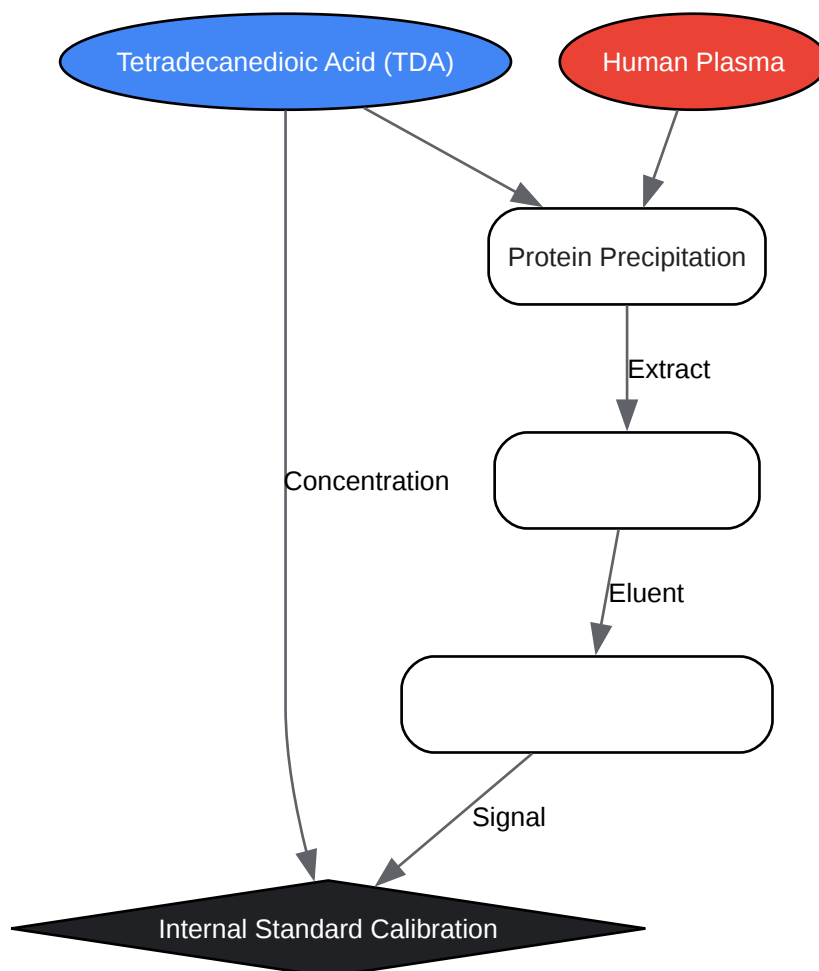 Tetradecanedioic Acid (TDA)
Human Plasma
Protein Precipitation
Extract
Concentration
Eluent
Signal
Internal Standard Calibration